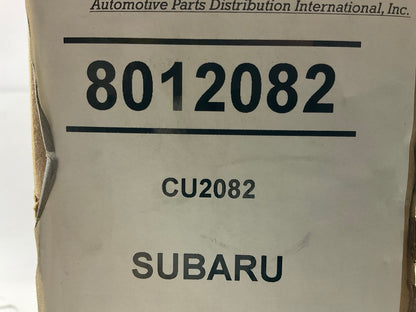 Automotive Parts Distribution International, Inc.
8012082
CU2082
SUBARU